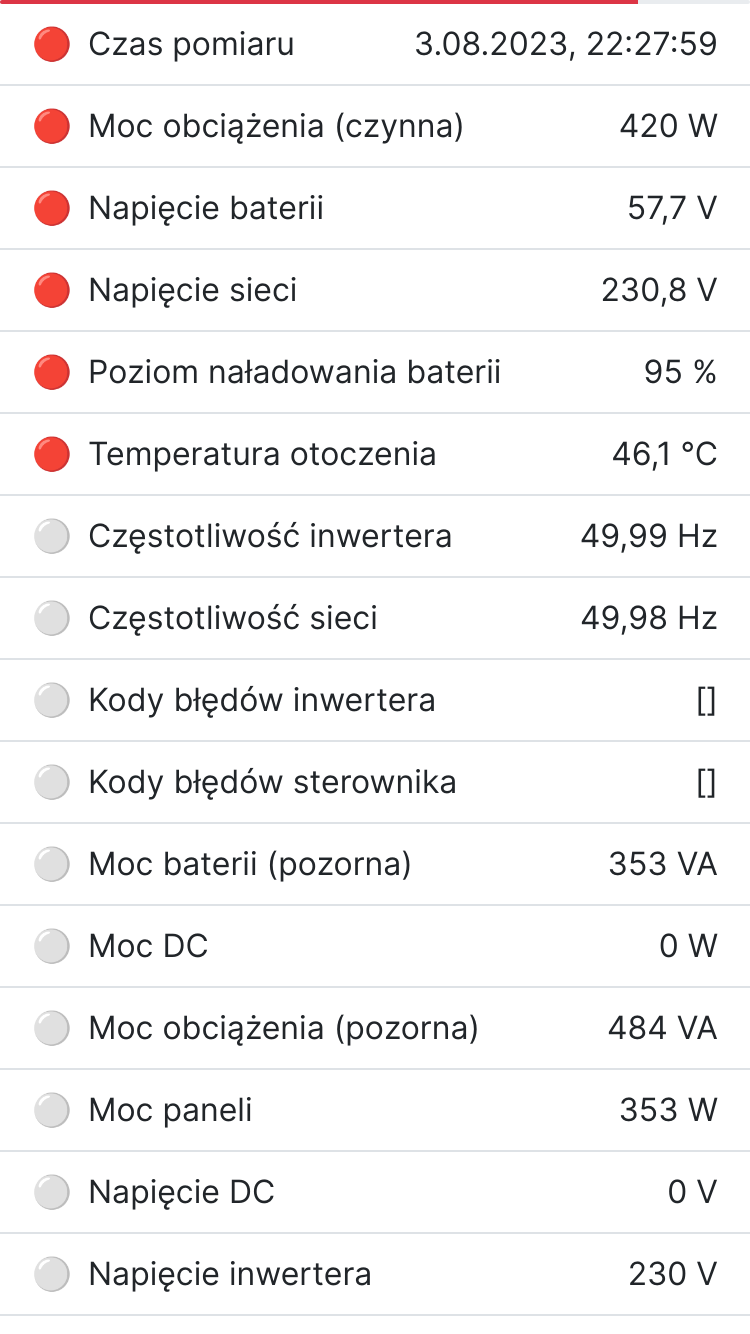 Czas pomiaru 3.08.2023, 22:27:59
Moc obciążenia (czynna) 420 W
Napięcie baterii 57,7 V
Napięcie sieci 230,8 V
Poziom naładowania baterii 95 %
Temperatura otoczenia 46,1 °C
Częstotliwość inwertera 49,99 Hz
Częstotliwość sieci 49,98 Hz
Kody błędów inwertera []
Kody błędów sterownika []
Moc baterii (pozorna) 353 VA
Moc DC 0 W
Moc obciążenia (pozorna) 484 VA
Moc paneli 353 W
Napięcie DC 0 V
Napięcie inwertera 230 V